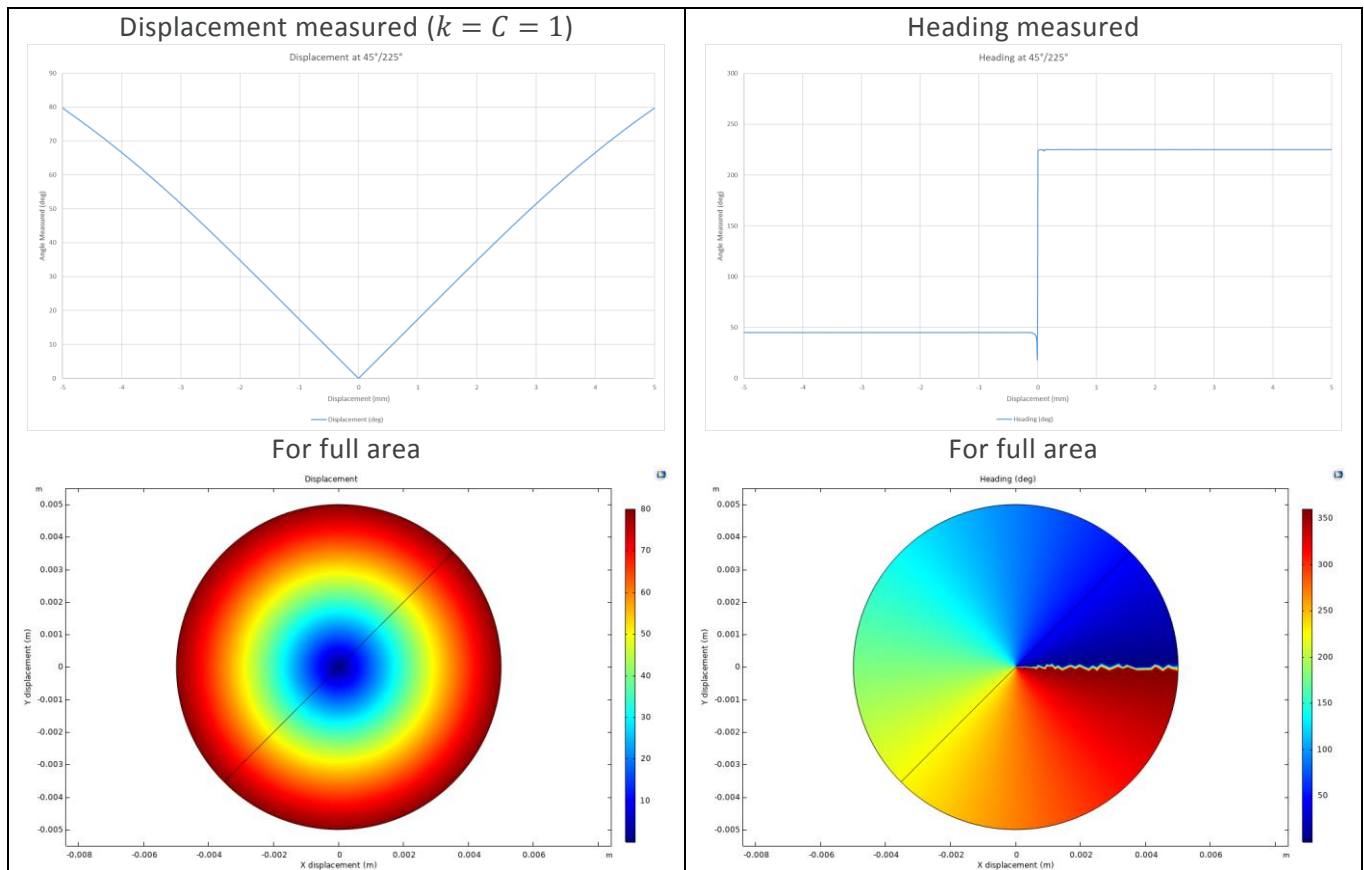 Displacement measured (𝑘 = 𝐶 = 1)
Displacement at 45°/225°
90
80
70
60
50
40
30
20
10
0
Angle Measured (deg)
-5 -4 -3 -2 -1 0 1 2 3 4 5
Displacement (mm)
Displacement (deg)
For full area
Displacement
m
0.005
0.004
0.003
0.002
0.001
0
-0.001
-0.002
-0.003
-0.004
-0.005
Y displacement (m)
-0.008 -0.006 -0.004 -0.002 0 0.002 0.004 0.006 m
X displacement (m)
80
70
60
50
40
30
20
10
Heading measured
Heading at 45°/225°
300
250
200
150
100
50
0
Angle Measured (deg)
-5 -4 -3 -2 -1 0 1 2 3 4 5
Displacement (mm)
Heading (deg)
For full area
Heading (deg)
m
0.005
0.004
0.003
0.002
0.001
0
-0.001
-0.002
-0.003
-0.004
-0.005
Y displacement (m)
-0.008 -0.006 -0.004 -0.002 0 0.002 0.004 0.006 m
X displacement (m)
350
300
250
200
150
100
50